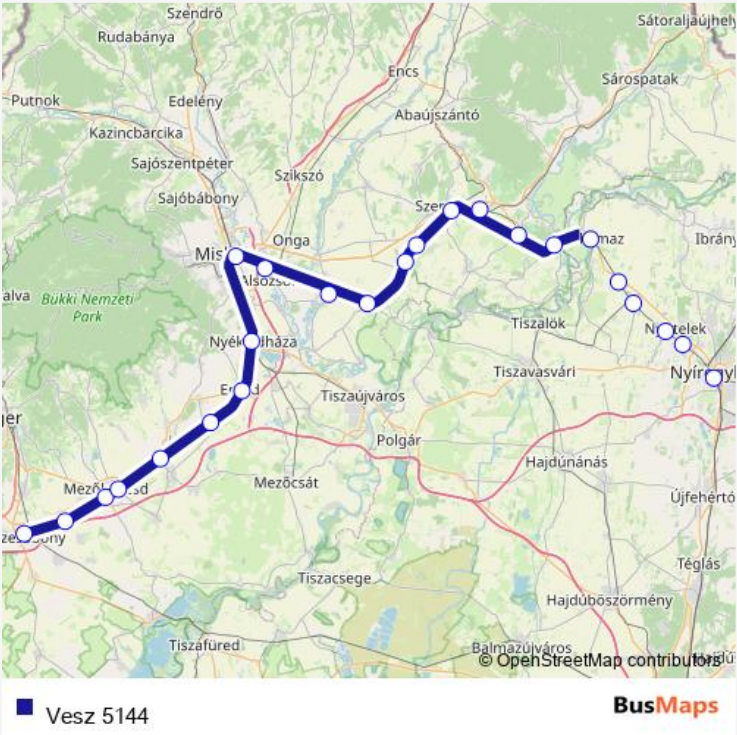 Szendrő
Sátoraljaújhely
Rudabánya
Encs
Sárospatak
Putnok
Edelény
Abaújszántó
Kazincbarcika
Sajószentpéter
Szikszó
Sajóbábony
Onga
Ibrány
Bükki Nemzeti
Park
Tiszalök
Tiszavasvári
Tiszaújváros
Polgár
Hajdúnánás
Mezőcsát
Újfehértó
Téglás
Tiszacsege
Hajdúböszörmény
Tiszafüred
Balmazújváros
© OpenStreetMap contributors
Vesz 5144
BusMaps